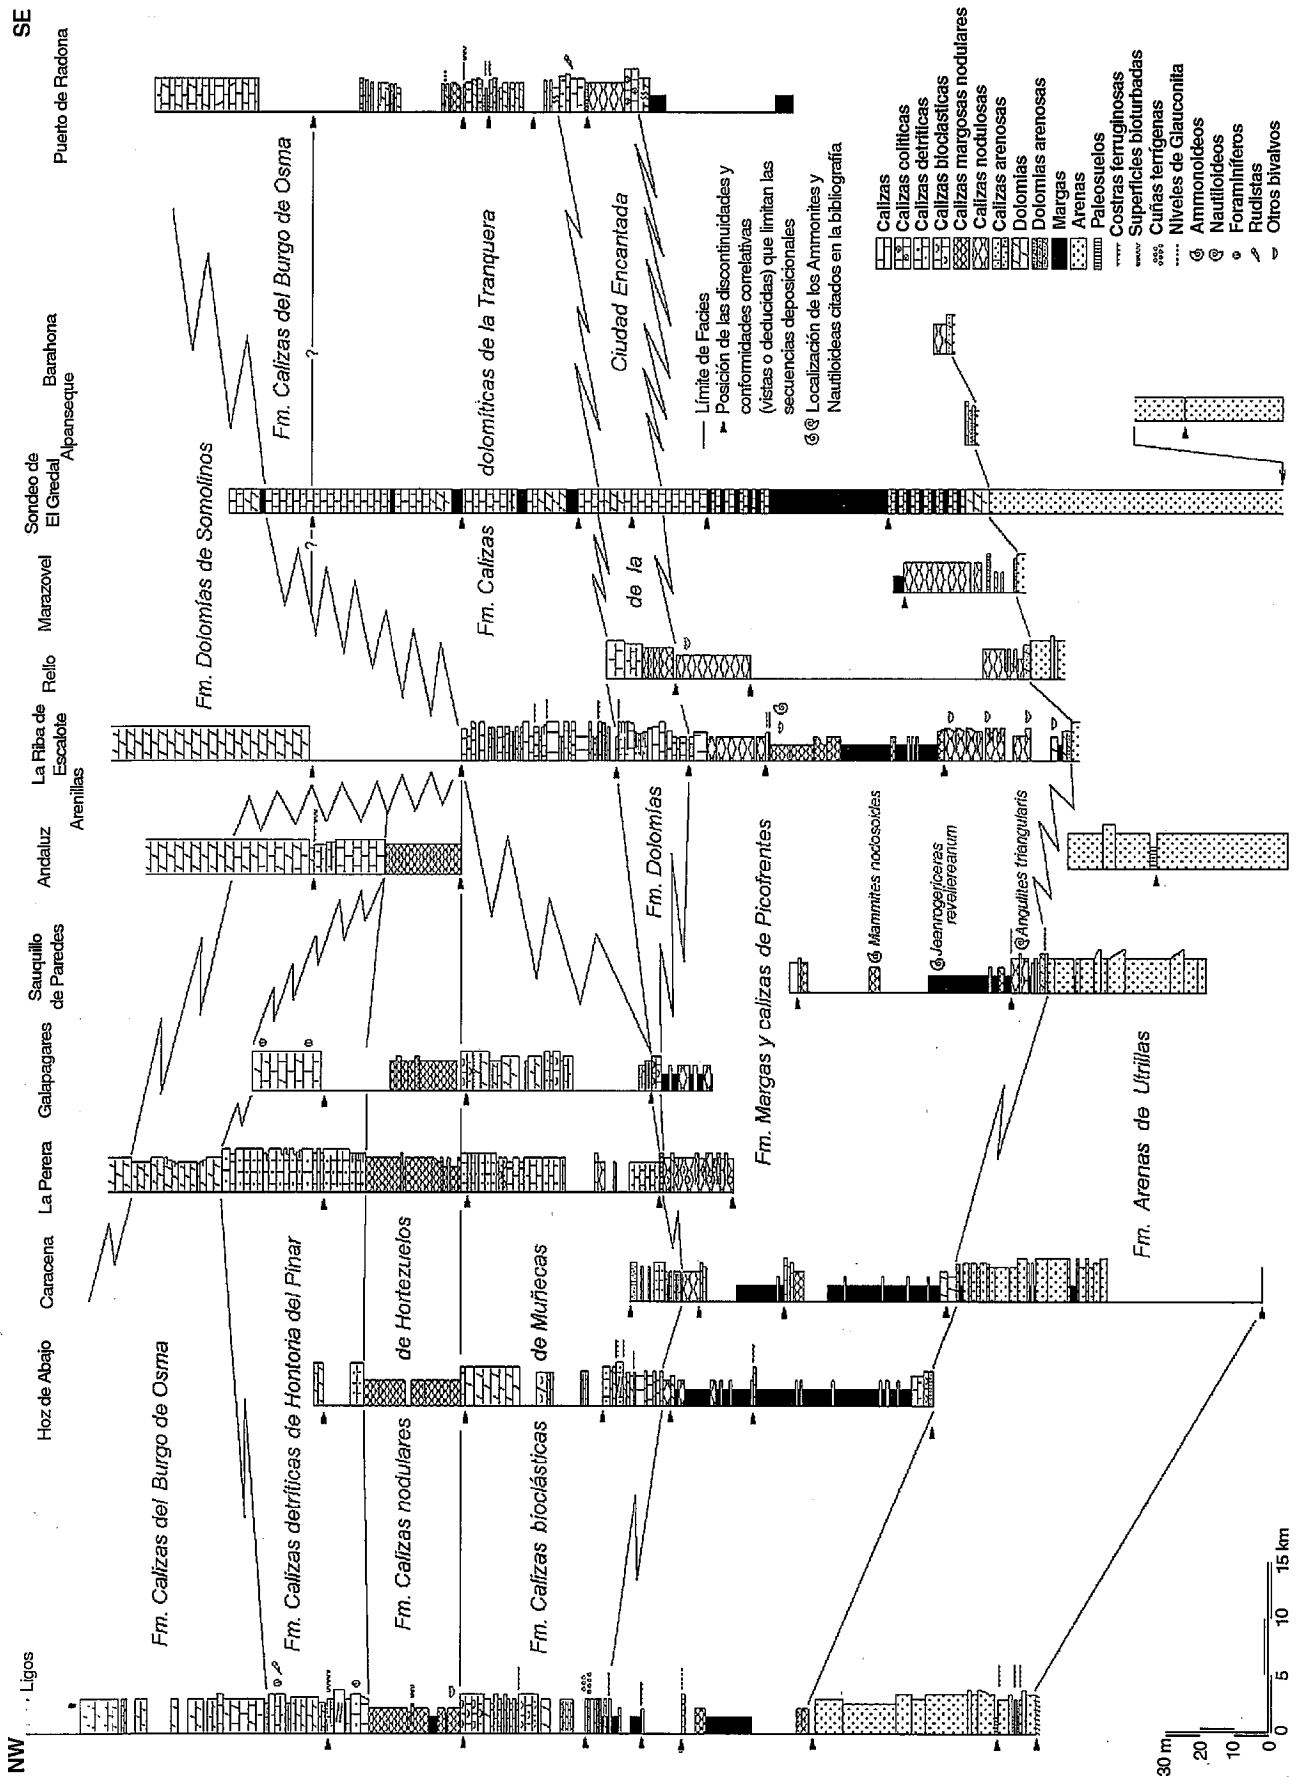 NW
SE
Ligos
Hoz de Abajo
Caracena
La Perera
Galapagares
Sauquillo
de Paredes
Andaluz
Arenillas
La Riba de
Escalote
Rello
Marazovel
Sondeo de
El Gredal
Alpanseque
Barahona
Puerto de Radona
Fm. Calizas del Burgo de Osma
Fm. Calizas detríticas de Hontoria del Pinar
Fm. Calizas nodulares de Hortezuelos
Fm. Calizas bioclásticas de Muñecas
Fm. Dolomías de Somolinos
Fm. Calizas del Burgo de Osma
?
?
Fm. Calizas dolomíticas de la Tranquera
Fm. Dolomías de la Ciudad Encantada
Fm. Margas y calizas de Picofrentes
Mammites nodosoides
Jeanrogericeras
reveliereanum
Angulites triangularis
Fm. Arenas de Utrillas
Límite de Facies
Posición de las discontinuidades y
conformidades correlativas
(vistas o deducidas) que limitan las
secuencias deposicionales
Localización de los Ammonites y
Nautiloideas citados en la bibliografía
Calizas
Calizas colíticas
Calizas detríticas
Calizas bioclasticas
Calizas margosas nodulares
Calizas nodulosas
Calizas arenosas
Dolomías
Dolomías arenosas
Margas
Arenas
Paleosuelos
Costras ferruginosas
Superficies bioturbadas
Cuñas terrígenas
Niveles de Glauconita
Ammonoideos
Nautiloideos
Foraminíferos
Rudistas
Otros bivalvos
30 m
20
10
0
0
5
10
15 km